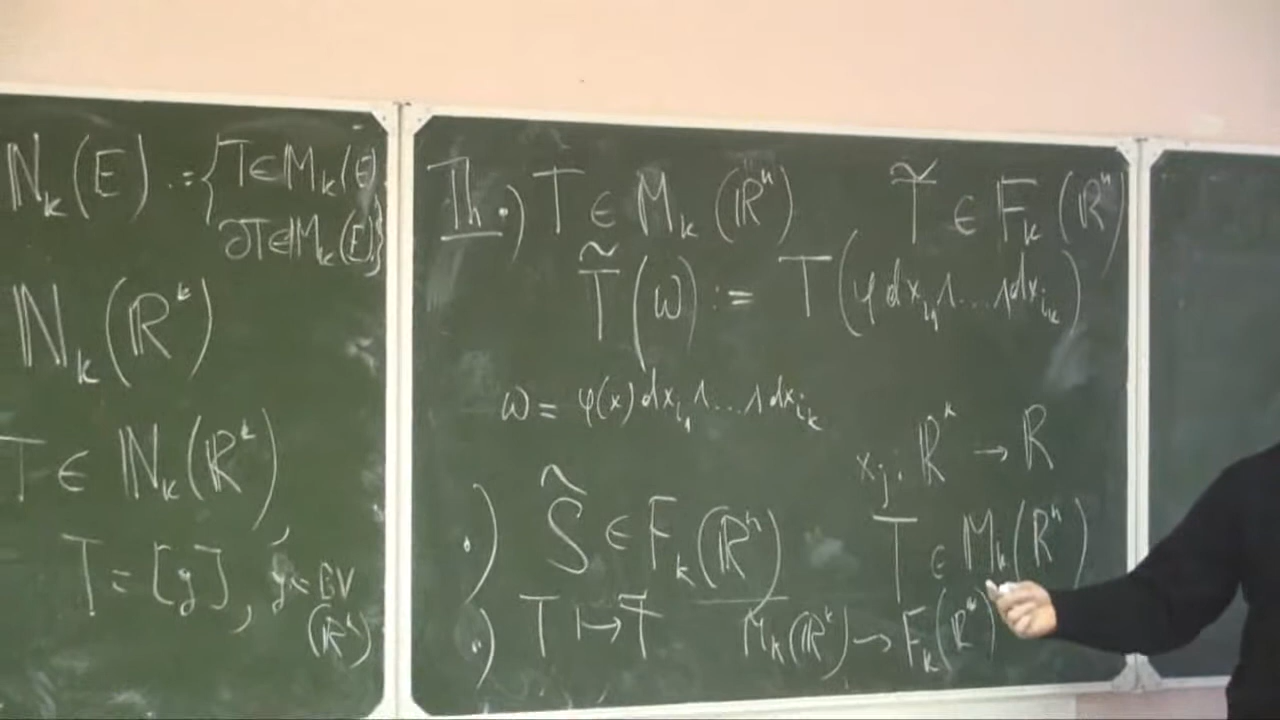 ℕ_k(E) := {T ∈ M_k(E)
∂T ∈ M_k(E)}
ℕ_k(ℝ^k)
T ∈ ℕ_k(ℝ^k),
T = [g], g ∈ BV
(ℝ^k)
Th •) T ∈ M_k(ℝ^n) T̃ ∈ F_k(ℝ^n)
T̃(ω) := T(φ dx_{i_1} ∧ ... ∧ dx_{i_k})
ω = φ(x) dx_{i_1} ∧ ... ∧ dx_{i_k}
x_j: ℝ^k → ℝ
•) S̃ ∈ F_k(ℝ^n) T ∈ M_k(ℝ^n)
•) T ↦ T̃ M_k(ℝ^k) → F_k(ℝ^k)